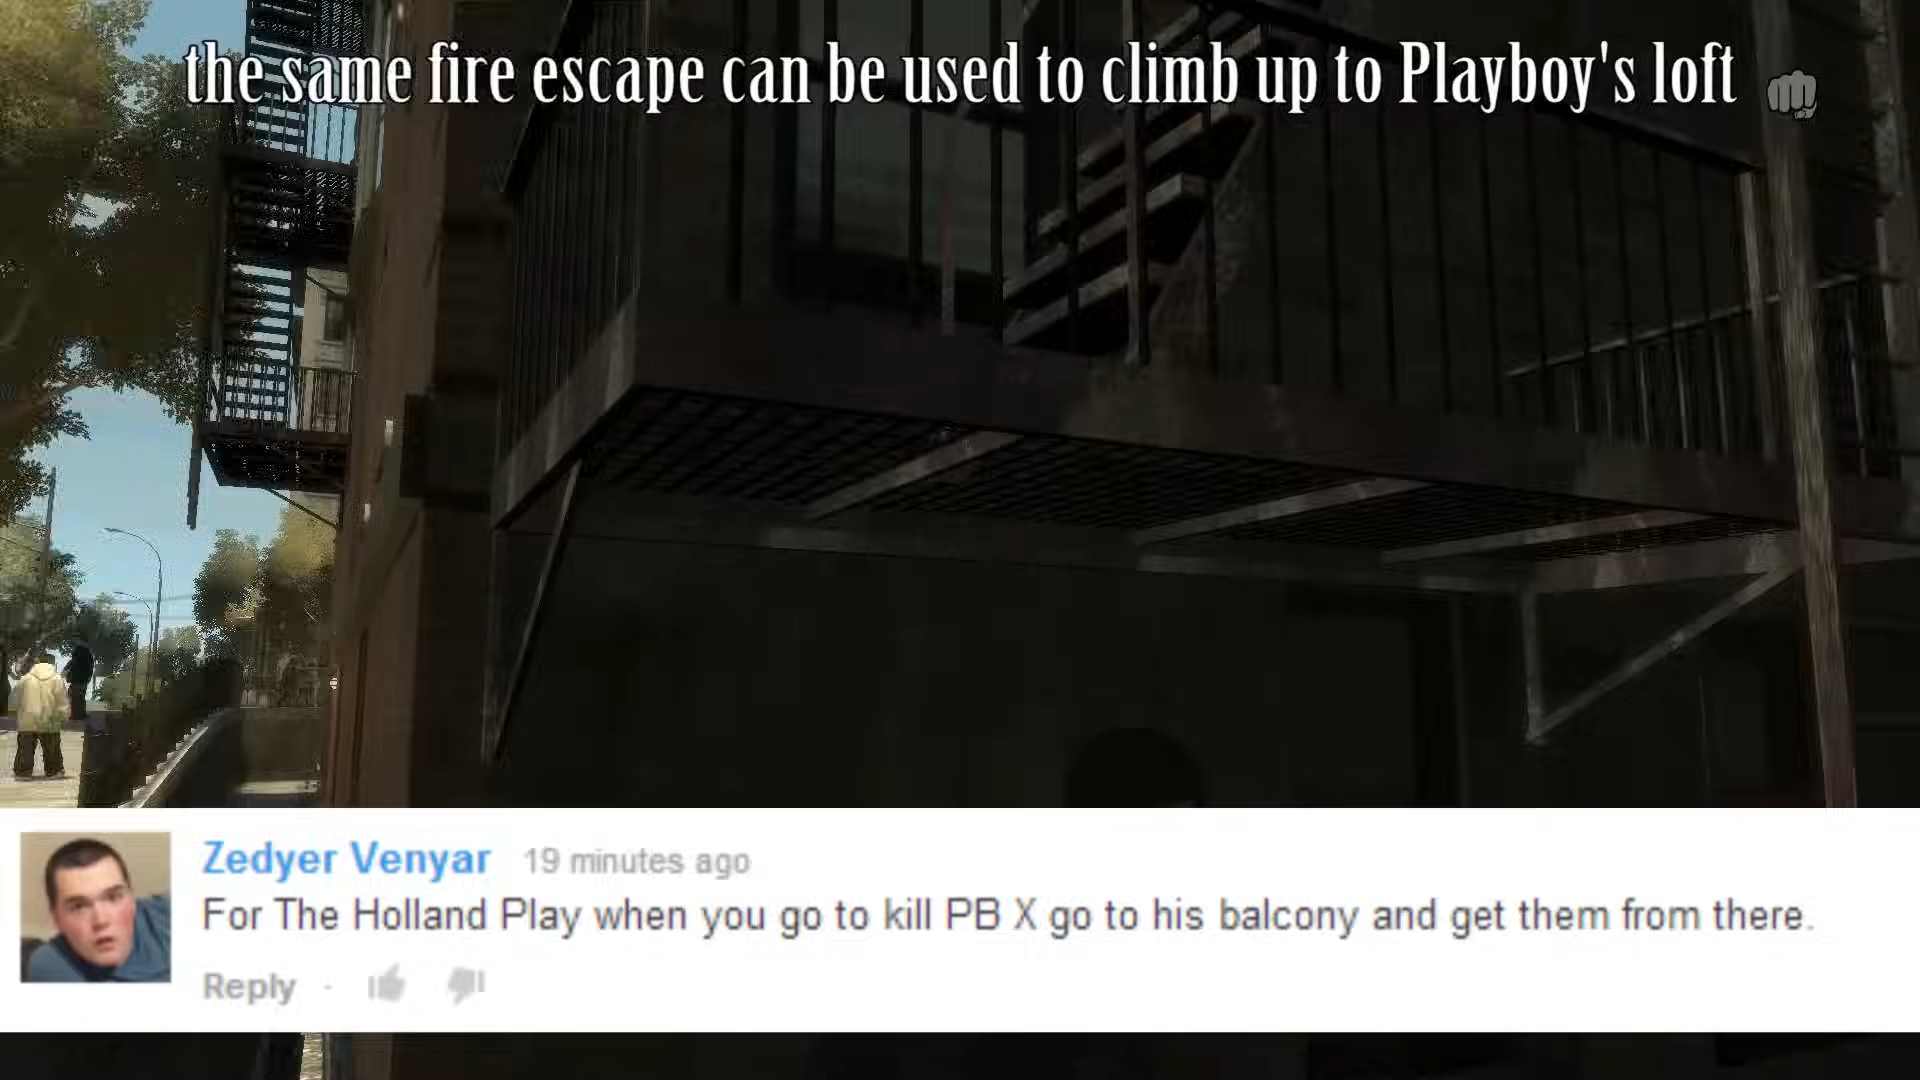 the same fire escape can be used to climb up to Playboy's loft
Zedyer Venyar 19 minutes ago
For The Holland Play when you go to kill PB X go to his balcony and get them from there.
Reply ·